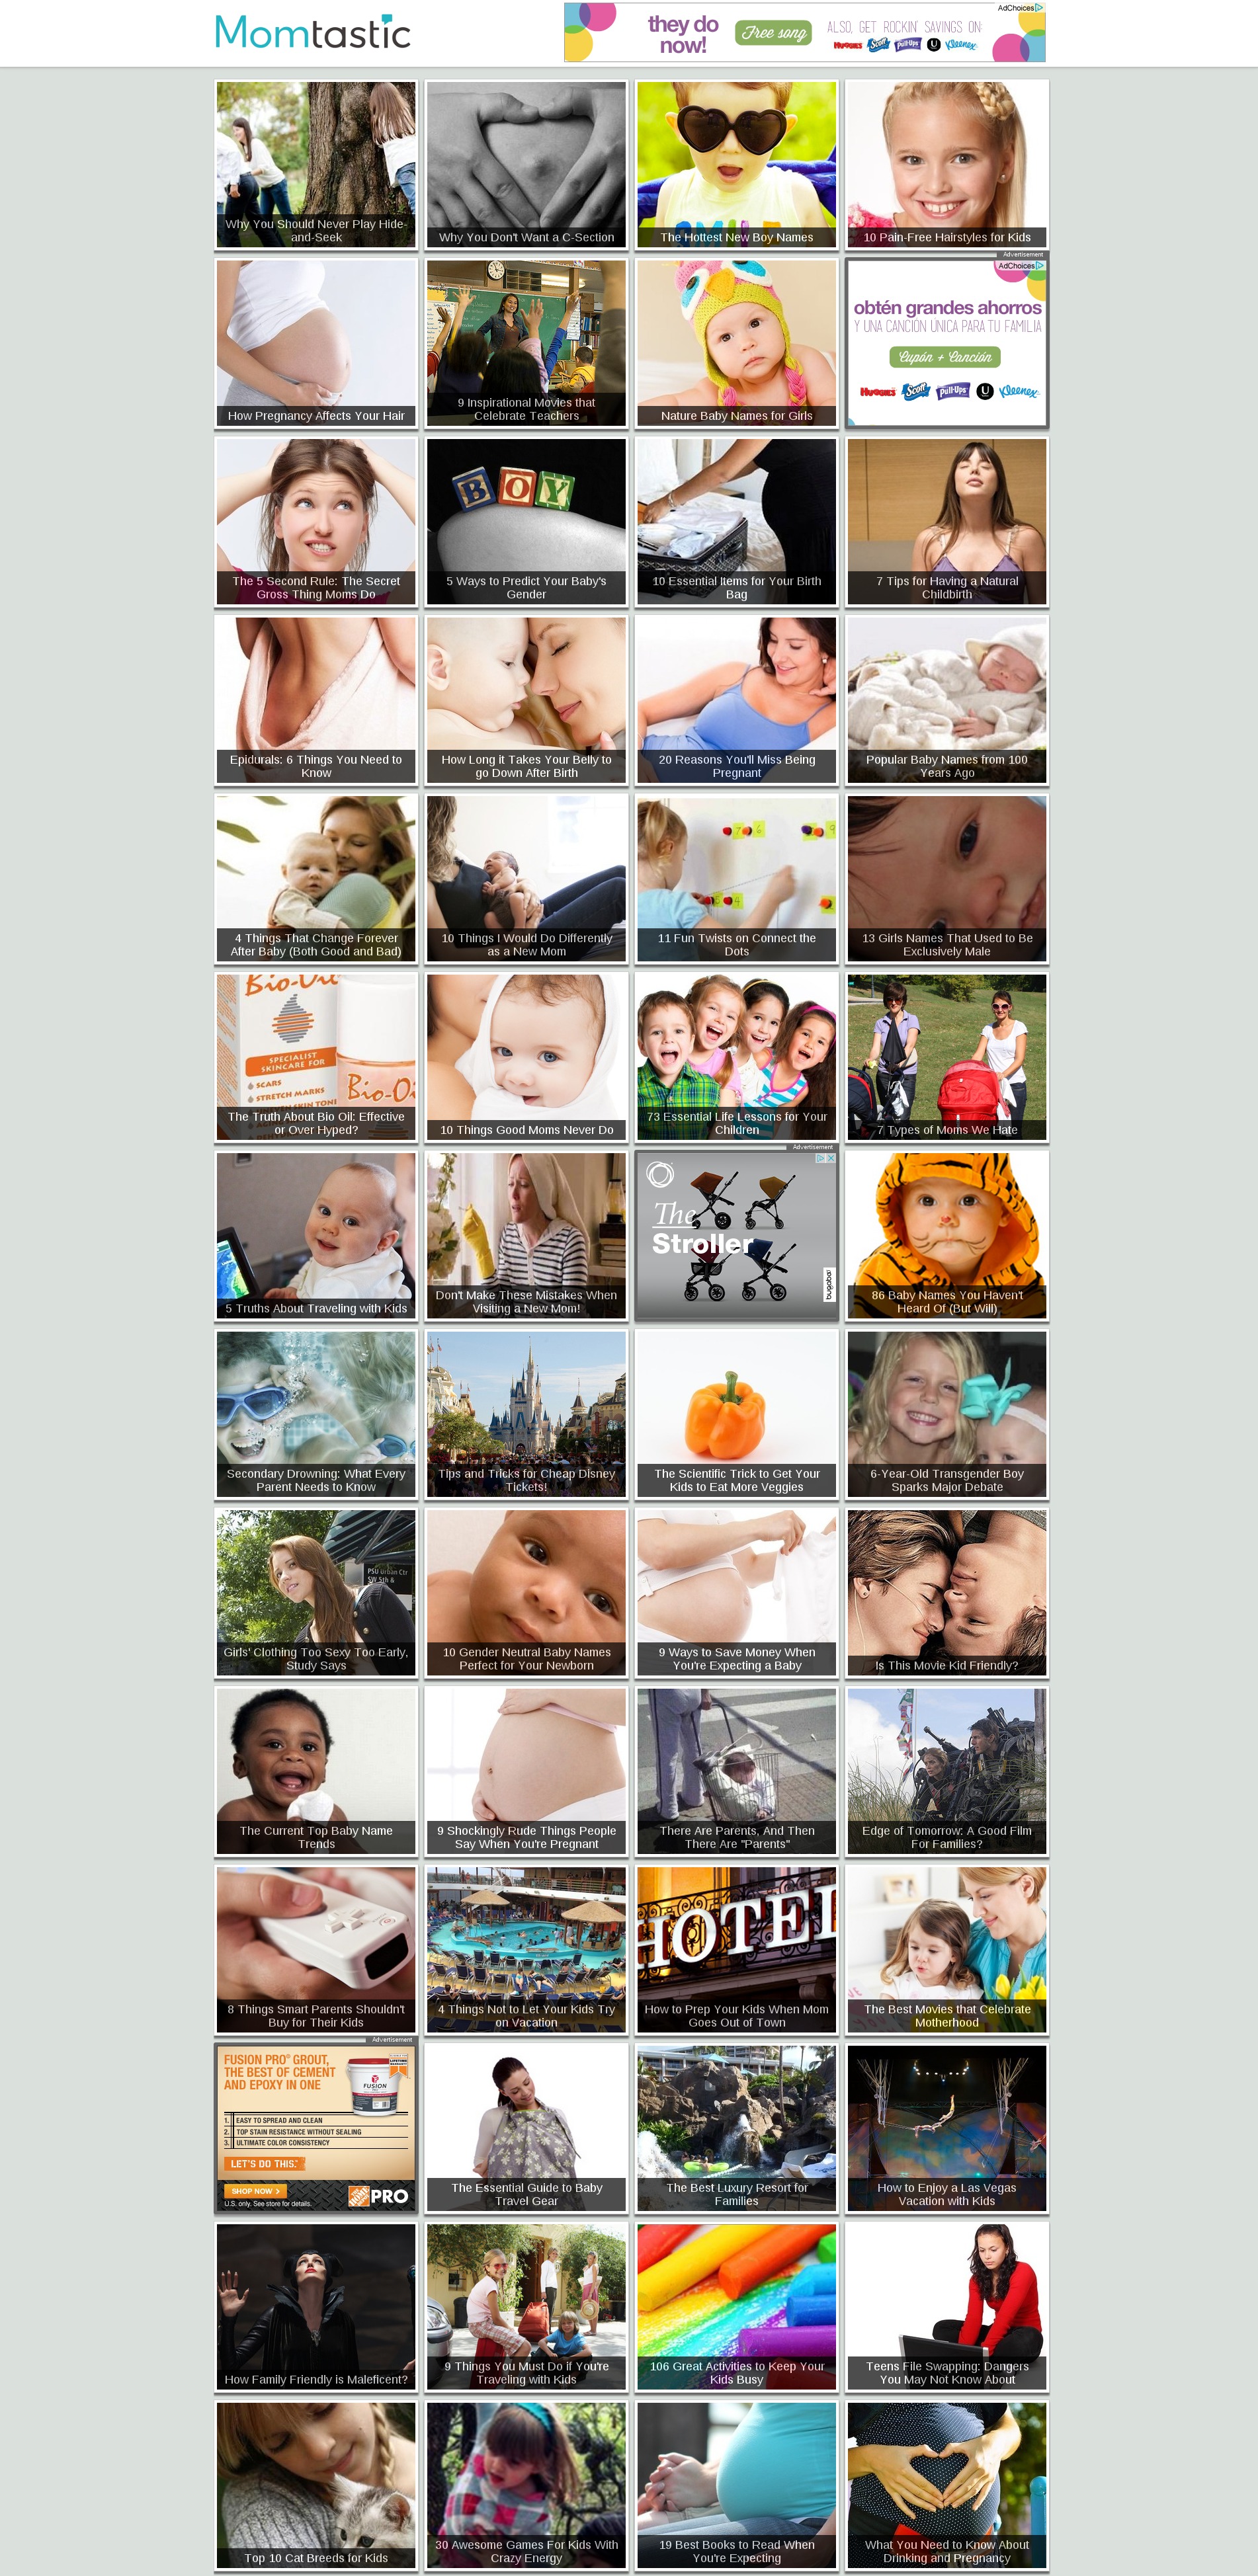 Momtastic
AdChoices
they do
now!
Free song
ALSO, GET ROCKIN' SAVINGS ON:
HUGGIES Scott PULL-UPS U Kleenex
Why You Should Never Play Hide-
and-Seek
Why You Don't Want a C-Section
The Hottest New Boy Names
10 Pain-Free Hairstyles for Kids
How Pregnancy Affects Your Hair
9 Inspirational Movies that
Celebrate Teachers
Nature Baby Names for Girls
Advertisement
AdChoices
obtén grandes ahorros
Y UNA CANCIÓN ÚNICA PARA TU FAMILIA
Cupón + Canción
HUGGIES Scott PULL-UPS U Kleenex
The 5 Second Rule: The Secret
Gross Thing Moms Do
BOY
5 Ways to Predict Your Baby's
Gender
10 Essential Items for Your Birth
Bag
7 Tips for Having a Natural
Childbirth
Epidurals: 6 Things You Need to
Know
How Long it Takes Your Belly to
go Down After Birth
20 Reasons You'll Miss Being
Pregnant
Popular Baby Names from 100
Years Ago
4 Things That Change Forever
After Baby (Both Good and Bad)
10 Things I Would Do Differently
as a New Mom
11 Fun Twists on Connect the
Dots
13 Girls Names That Used to Be
Exclusively Male
Bio-Oil
SPECIALIST
SKINCARE FOR
SCARS
STRETCH MARKS
The Truth About Bio Oil: Effective
or Over Hyped?
10 Things Good Moms Never Do
73 Essential Life Lessons for Your
Children
7 Types of Moms We Hate
5 Truths About Traveling with Kids
Don't Make These Mistakes When
Visiting a New Mom!
Advertisement
The
Stroller
bugaboo
86 Baby Names You Haven't
Heard Of (But Will)
Secondary Drowning: What Every
Parent Needs to Know
Tips and Tricks for Cheap Disney
Tickets!
The Scientific Trick to Get Your
Kids to Eat More Veggies
6-Year-Old Transgender Boy
Sparks Major Debate
PSU Urban Ctr
SW 5th &
Girls' Clothing Too Sexy Too Early,
Study Says
10 Gender Neutral Baby Names
Perfect for Your Newborn
9 Ways to Save Money When
You're Expecting a Baby
Is This Movie Kid Friendly?
The Current Top Baby Name
Trends
9 Shockingly Rude Things People
Say When You're Pregnant
There Are Parents, And Then
There Are "Parents"
Edge of Tomorrow: A Good Film
For Families?
8 Things Smart Parents Shouldn't
Buy for Their Kids
4 Things Not to Let Your Kids Try
on Vacation
HOTEL
How to Prep Your Kids When Mom
Goes Out of Town
The Best Movies that Celebrate
Motherhood
Advertisement
FUSION PRO® GROUT,
THE BEST OF CEMENT
AND EPOXY IN ONE
FUSION
1. EASY TO SPREAD AND CLEAN
2. TOP STAIN RESISTANCE WITHOUT SEALING
3. ULTIMATE COLOR CONSISTENCY
LET'S DO THIS.
SHOP NOW >
U.S. only. See store for details.
PRO
The Essential Guide to Baby
Travel Gear
The Best Luxury Resort for
Families
How to Enjoy a Las Vegas
Vacation with Kids
How Family Friendly is Maleficent?
9 Things You Must Do if You're
Traveling with Kids
106 Great Activities to Keep Your
Kids Busy
Teens File Swapping: Dangers
You May Not Know About
Top 10 Cat Breeds for Kids
30 Awesome Games For Kids With
Crazy Energy
19 Best Books to Read When
You're Expecting
What You Need to Know About
Drinking and Pregnancy